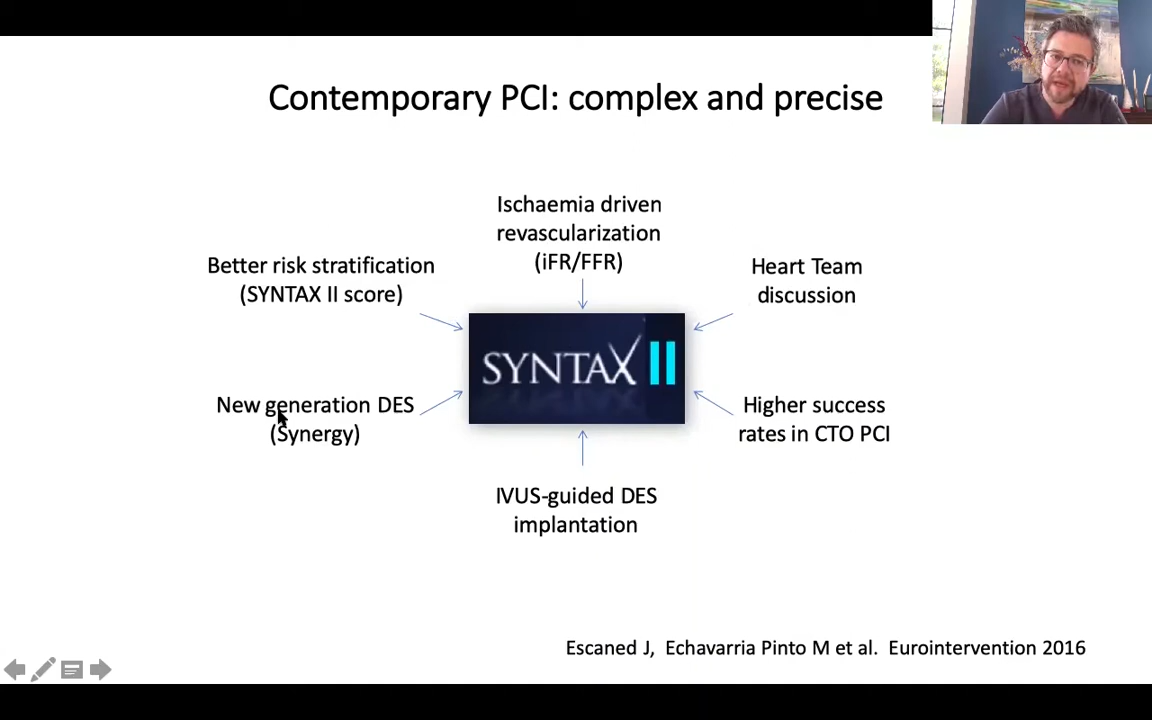 Contemporary PCI: complex and precise
Ischaemia driven
revascularization
(iFR/FFR)
Better risk stratification
(SYNTAX II score)
Heart Team
discussion
SYNTAX II
New generation DES
(Synergy)
Higher success
rates in CTO PCI
IVUS-guided DES
implantation
Escaned J, Echavarria Pinto M et al. Eurointervention 2016